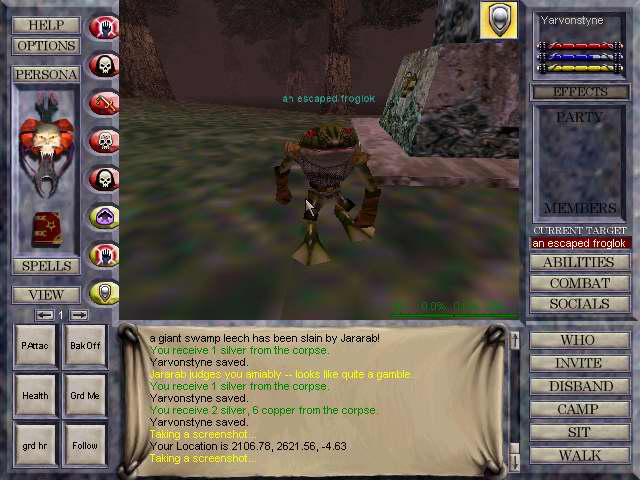 HELP
OPTIONS
PERSONA
SPELLS
VIEW
1
PAttac
BakOff
Health
Grd Me
grd hr
Follow
an escaped froglok
Yarvonstyne
EFFECTS
PARTY
MEMBERS
CURRENT TARGET
an escaped froglok
ABILITIES
COMBAT
SOCIALS
WHO
INVITE
DISBAND
CAMP
SIT
WALK
a giant swamp leech has been slain by Jararab!
You receive 1 silver from the corpse.
Yarvonstyne saved.
Jararab judges you amiably -- looks like quite a gamble...
You receive 1 silver from the corpse.
Yarvonstyne saved.
You receive 2 silver, 6 copper from the corpse.
Yarvonstyne saved.
Taking a screenshot...
Your Location is 2106.78, 2621.56, -4.63
Taking a screenshot...